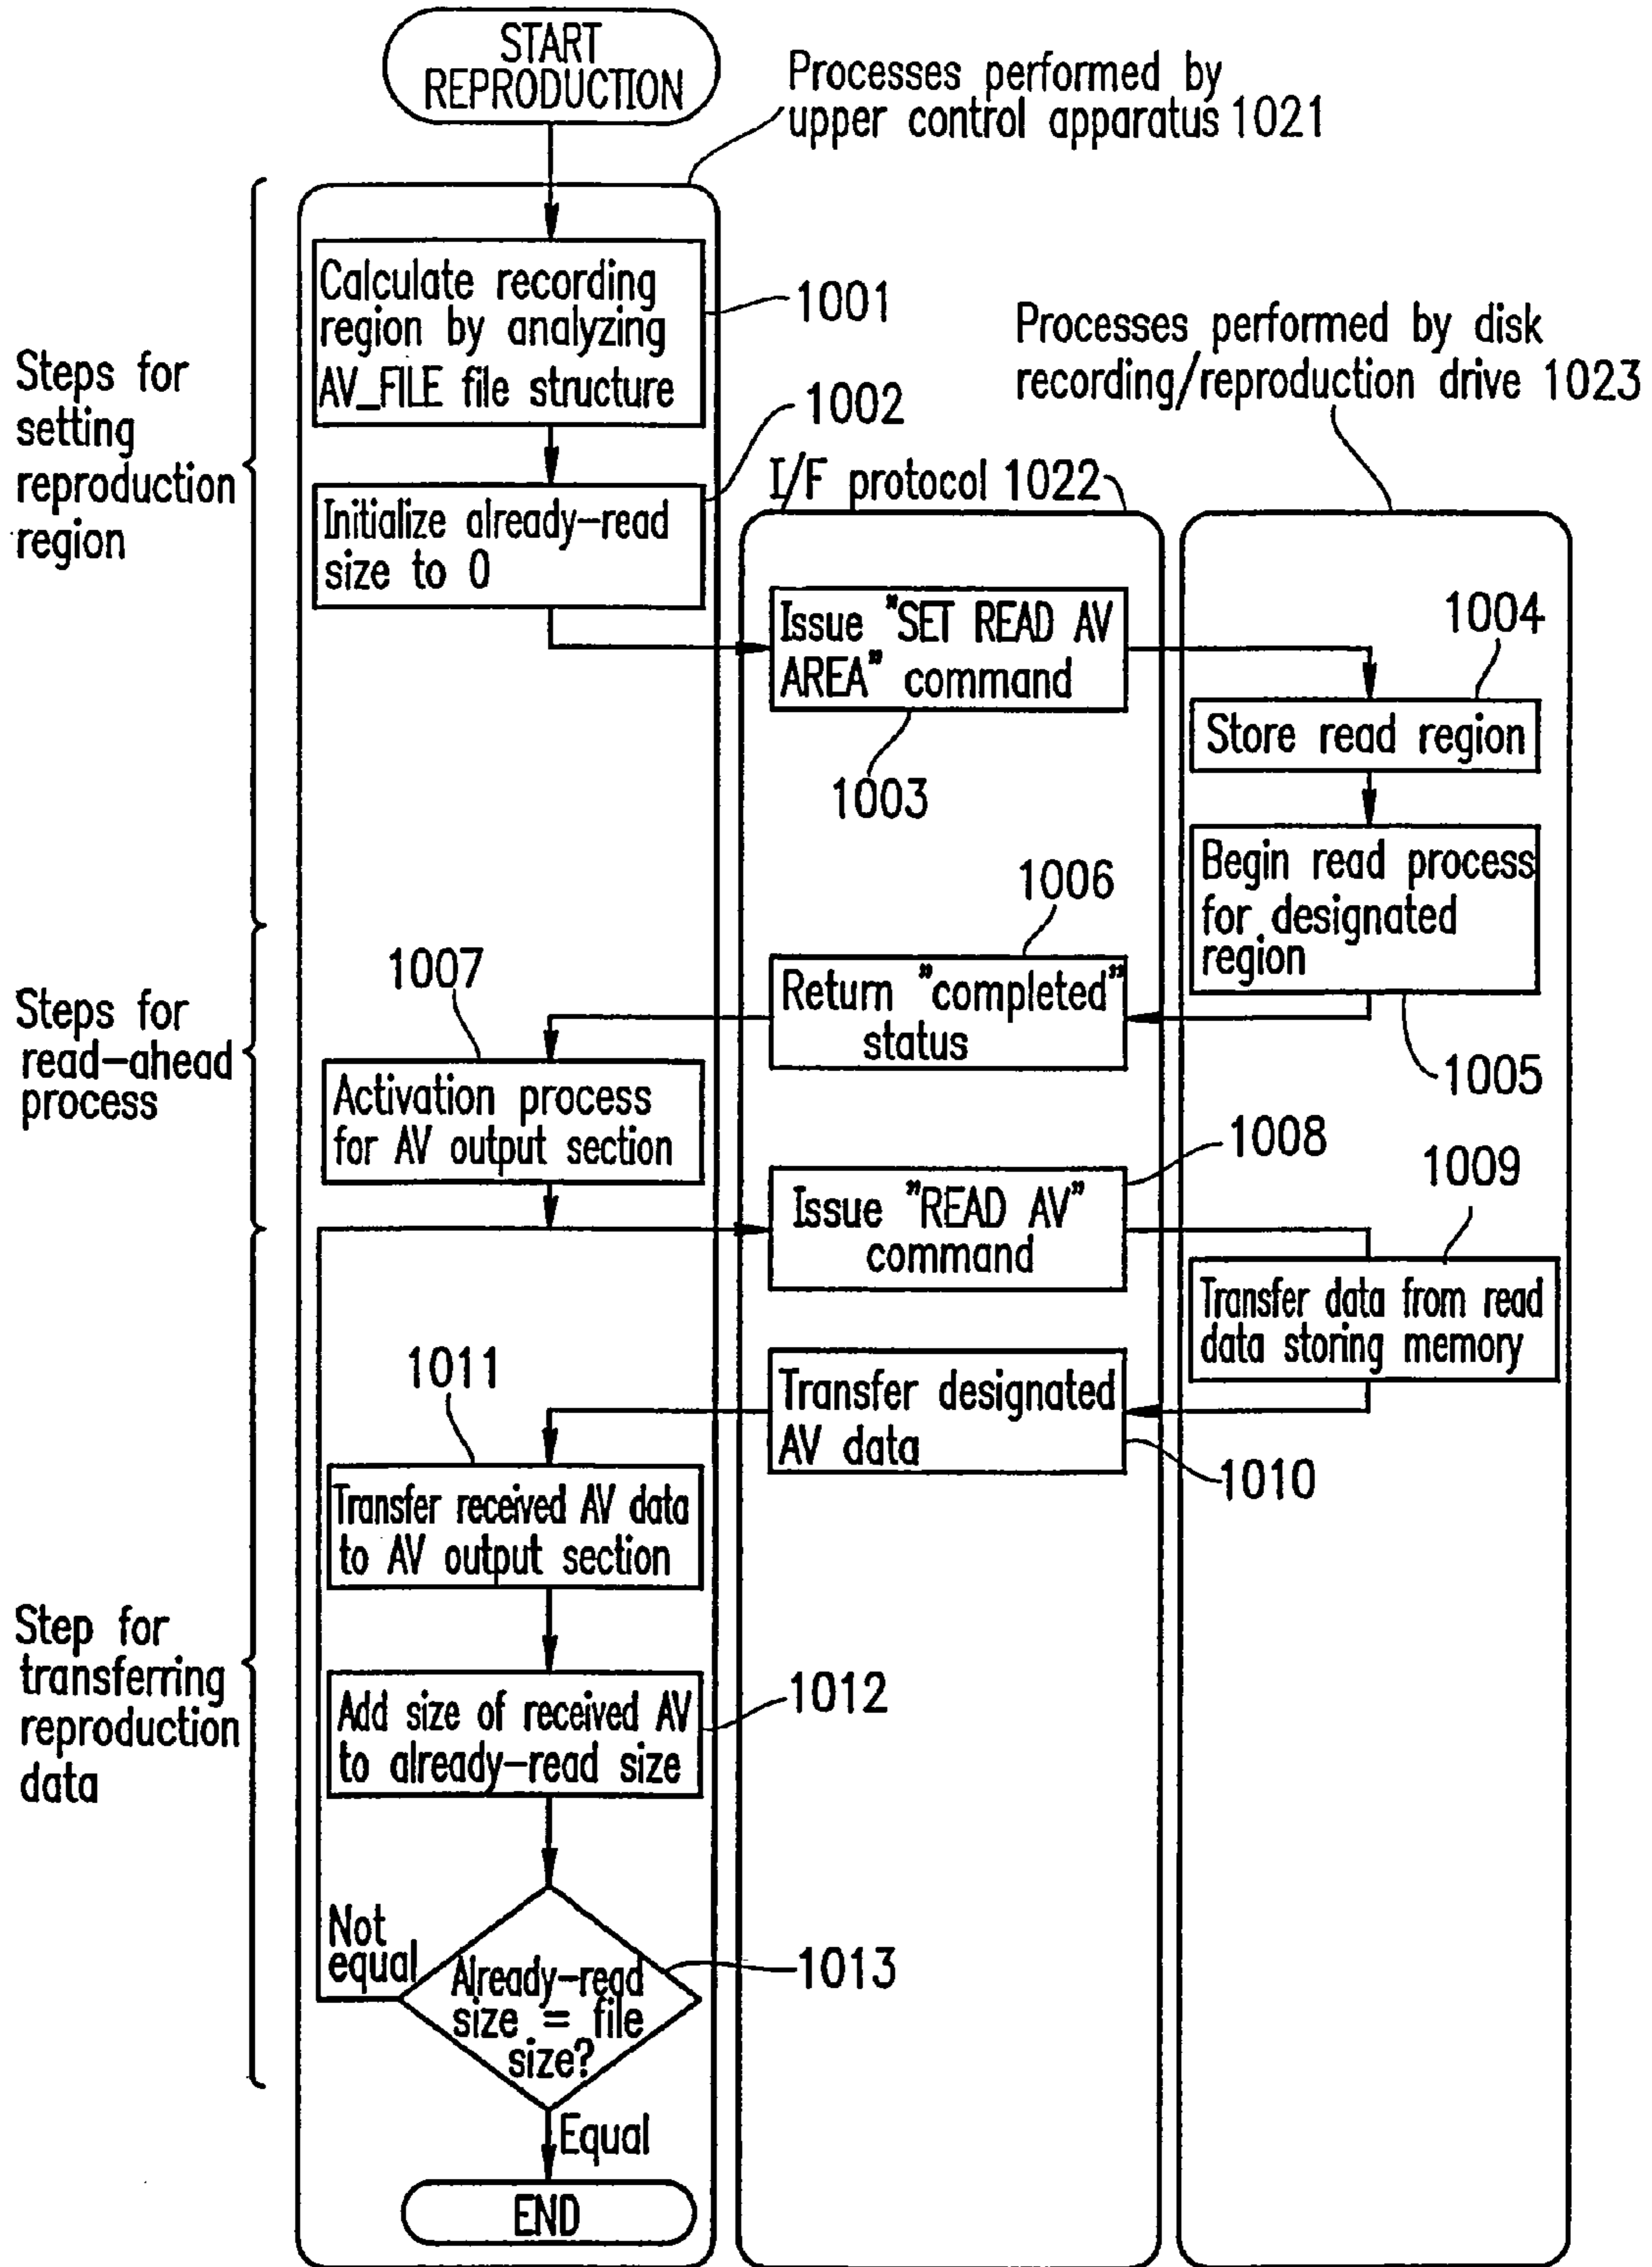 START
REPRODUCTION
Processes performed by
upper control apparatus 1021
Steps for
setting
reproduction
region
Calculate recording
region by analyzing
AV_FILE file structure
1001
Initialize already-read
size to 0
1002
I/F protocol 1022
Processes performed by disk
recording/reproduction drive 1023
Issue "SET READ AV
AREA" command
1003
1004
Store read region
Begin read process
for designated
region
1005
1006
Return "completed"
status
Steps for
read-ahead
process
1007
Activation process
for AV output section
1008
Issue "READ AV"
command
1009
Transfer data from read
data storing memory
Transfer designated
AV data
1010
Step for
transferring
reproduction
data
1011
Transfer received AV data
to AV output section
Add size of received AV
to already-read size
1012
Not
equal
Already-read
size = file
size?
1013
Equal
END